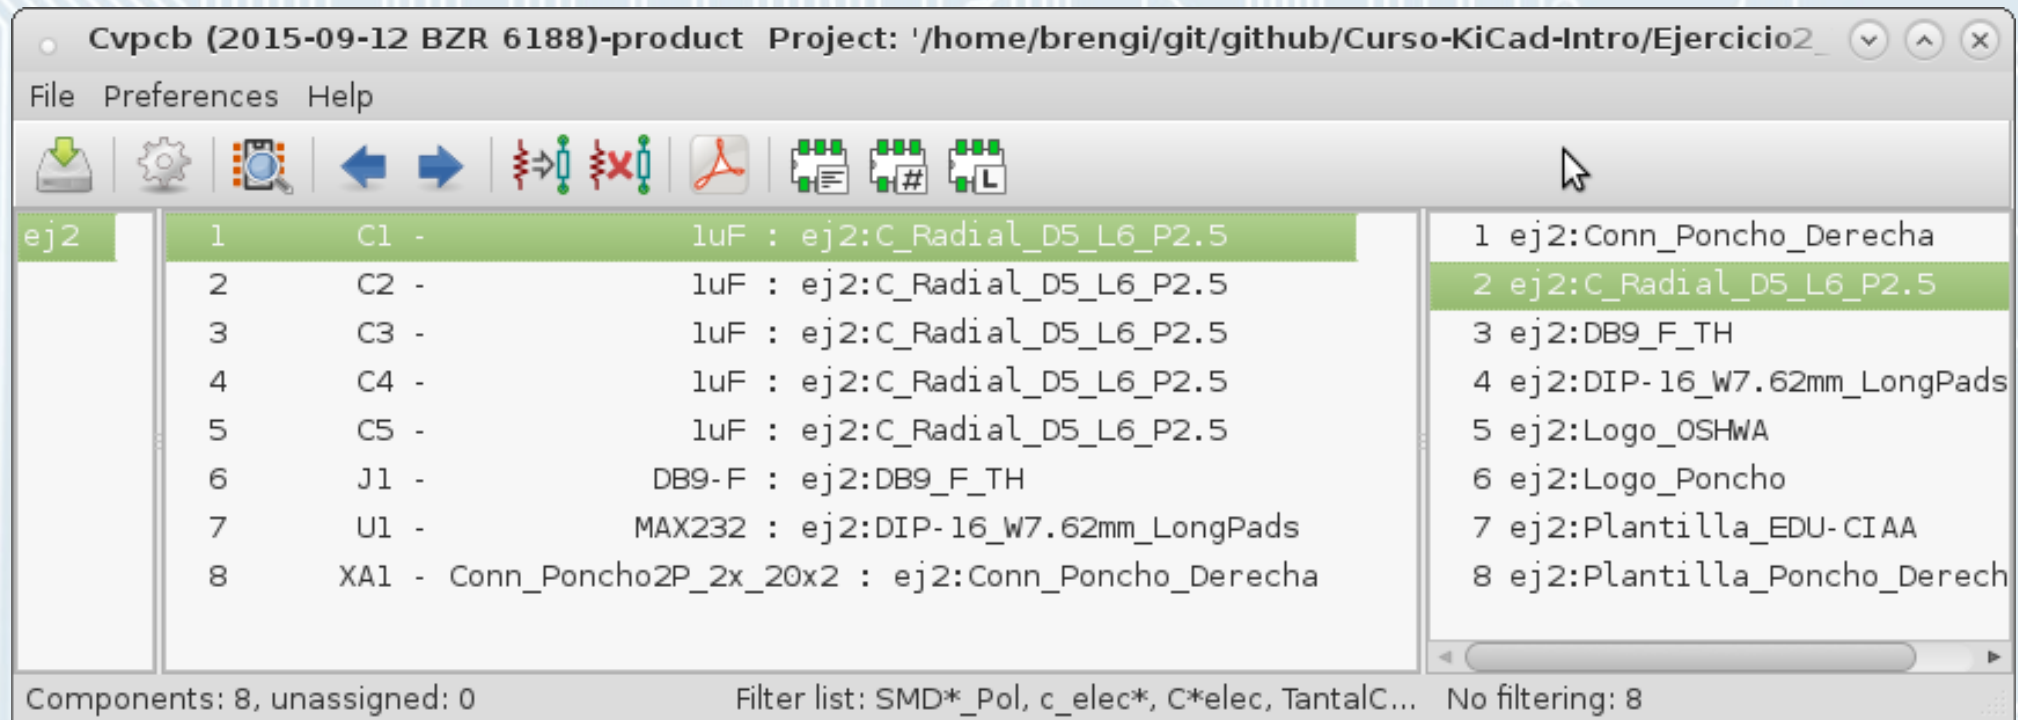 Cvpcb (2015-09-12 BZR 6188)-product  Project: '/home/brengi/git/github/Curso-KiCad-Intro/Ejercicio2_
File Preferences Help
# L
ej2
1 C1 - 1uF : ej2:C_Radial_D5_L6_P2.5
2 C2 - 1uF : ej2:C_Radial_D5_L6_P2.5
3 C3 - 1uF : ej2:C_Radial_D5_L6_P2.5
4 C4 - 1uF : ej2:C_Radial_D5_L6_P2.5
5 C5 - 1uF : ej2:C_Radial_D5_L6_P2.5
6 J1 - DB9-F : ej2:DB9_F_TH
7 U1 - MAX232 : ej2:DIP-16_W7.62mm_LongPads
8 XA1 - Conn_Poncho2P_2x_20x2 : ej2:Conn_Poncho_Derecha
1 ej2:Conn_Poncho_Derecha
2 ej2:C_Radial_D5_L6_P2.5
3 ej2:DB9_F_TH
4 ej2:DIP-16_W7.62mm_LongPads
5 ej2:Logo_OSHWA
6 ej2:Logo_Poncho
7 ej2:Plantilla_EDU-CIAA
8 ej2:Plantilla_Poncho_Derech
Components: 8, unassigned: 0 Filter list: SMD*_Pol, c_elec*, C*elec, TantalC... No filtering: 8